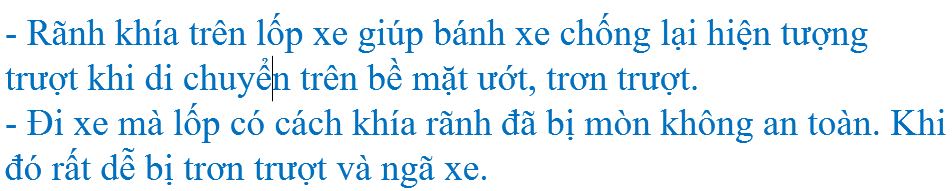 - Rãnh khía trên lốp xe giúp bánh xe chống lại hiện tượng
trượt khi di chuyển trên bề mặt ướt, trơn trượt.
- Đi xe mà lốp có cách khía rãnh đã bị mòn không an toàn. Khi
đó rất dễ bị trơn trượt và ngã xe.